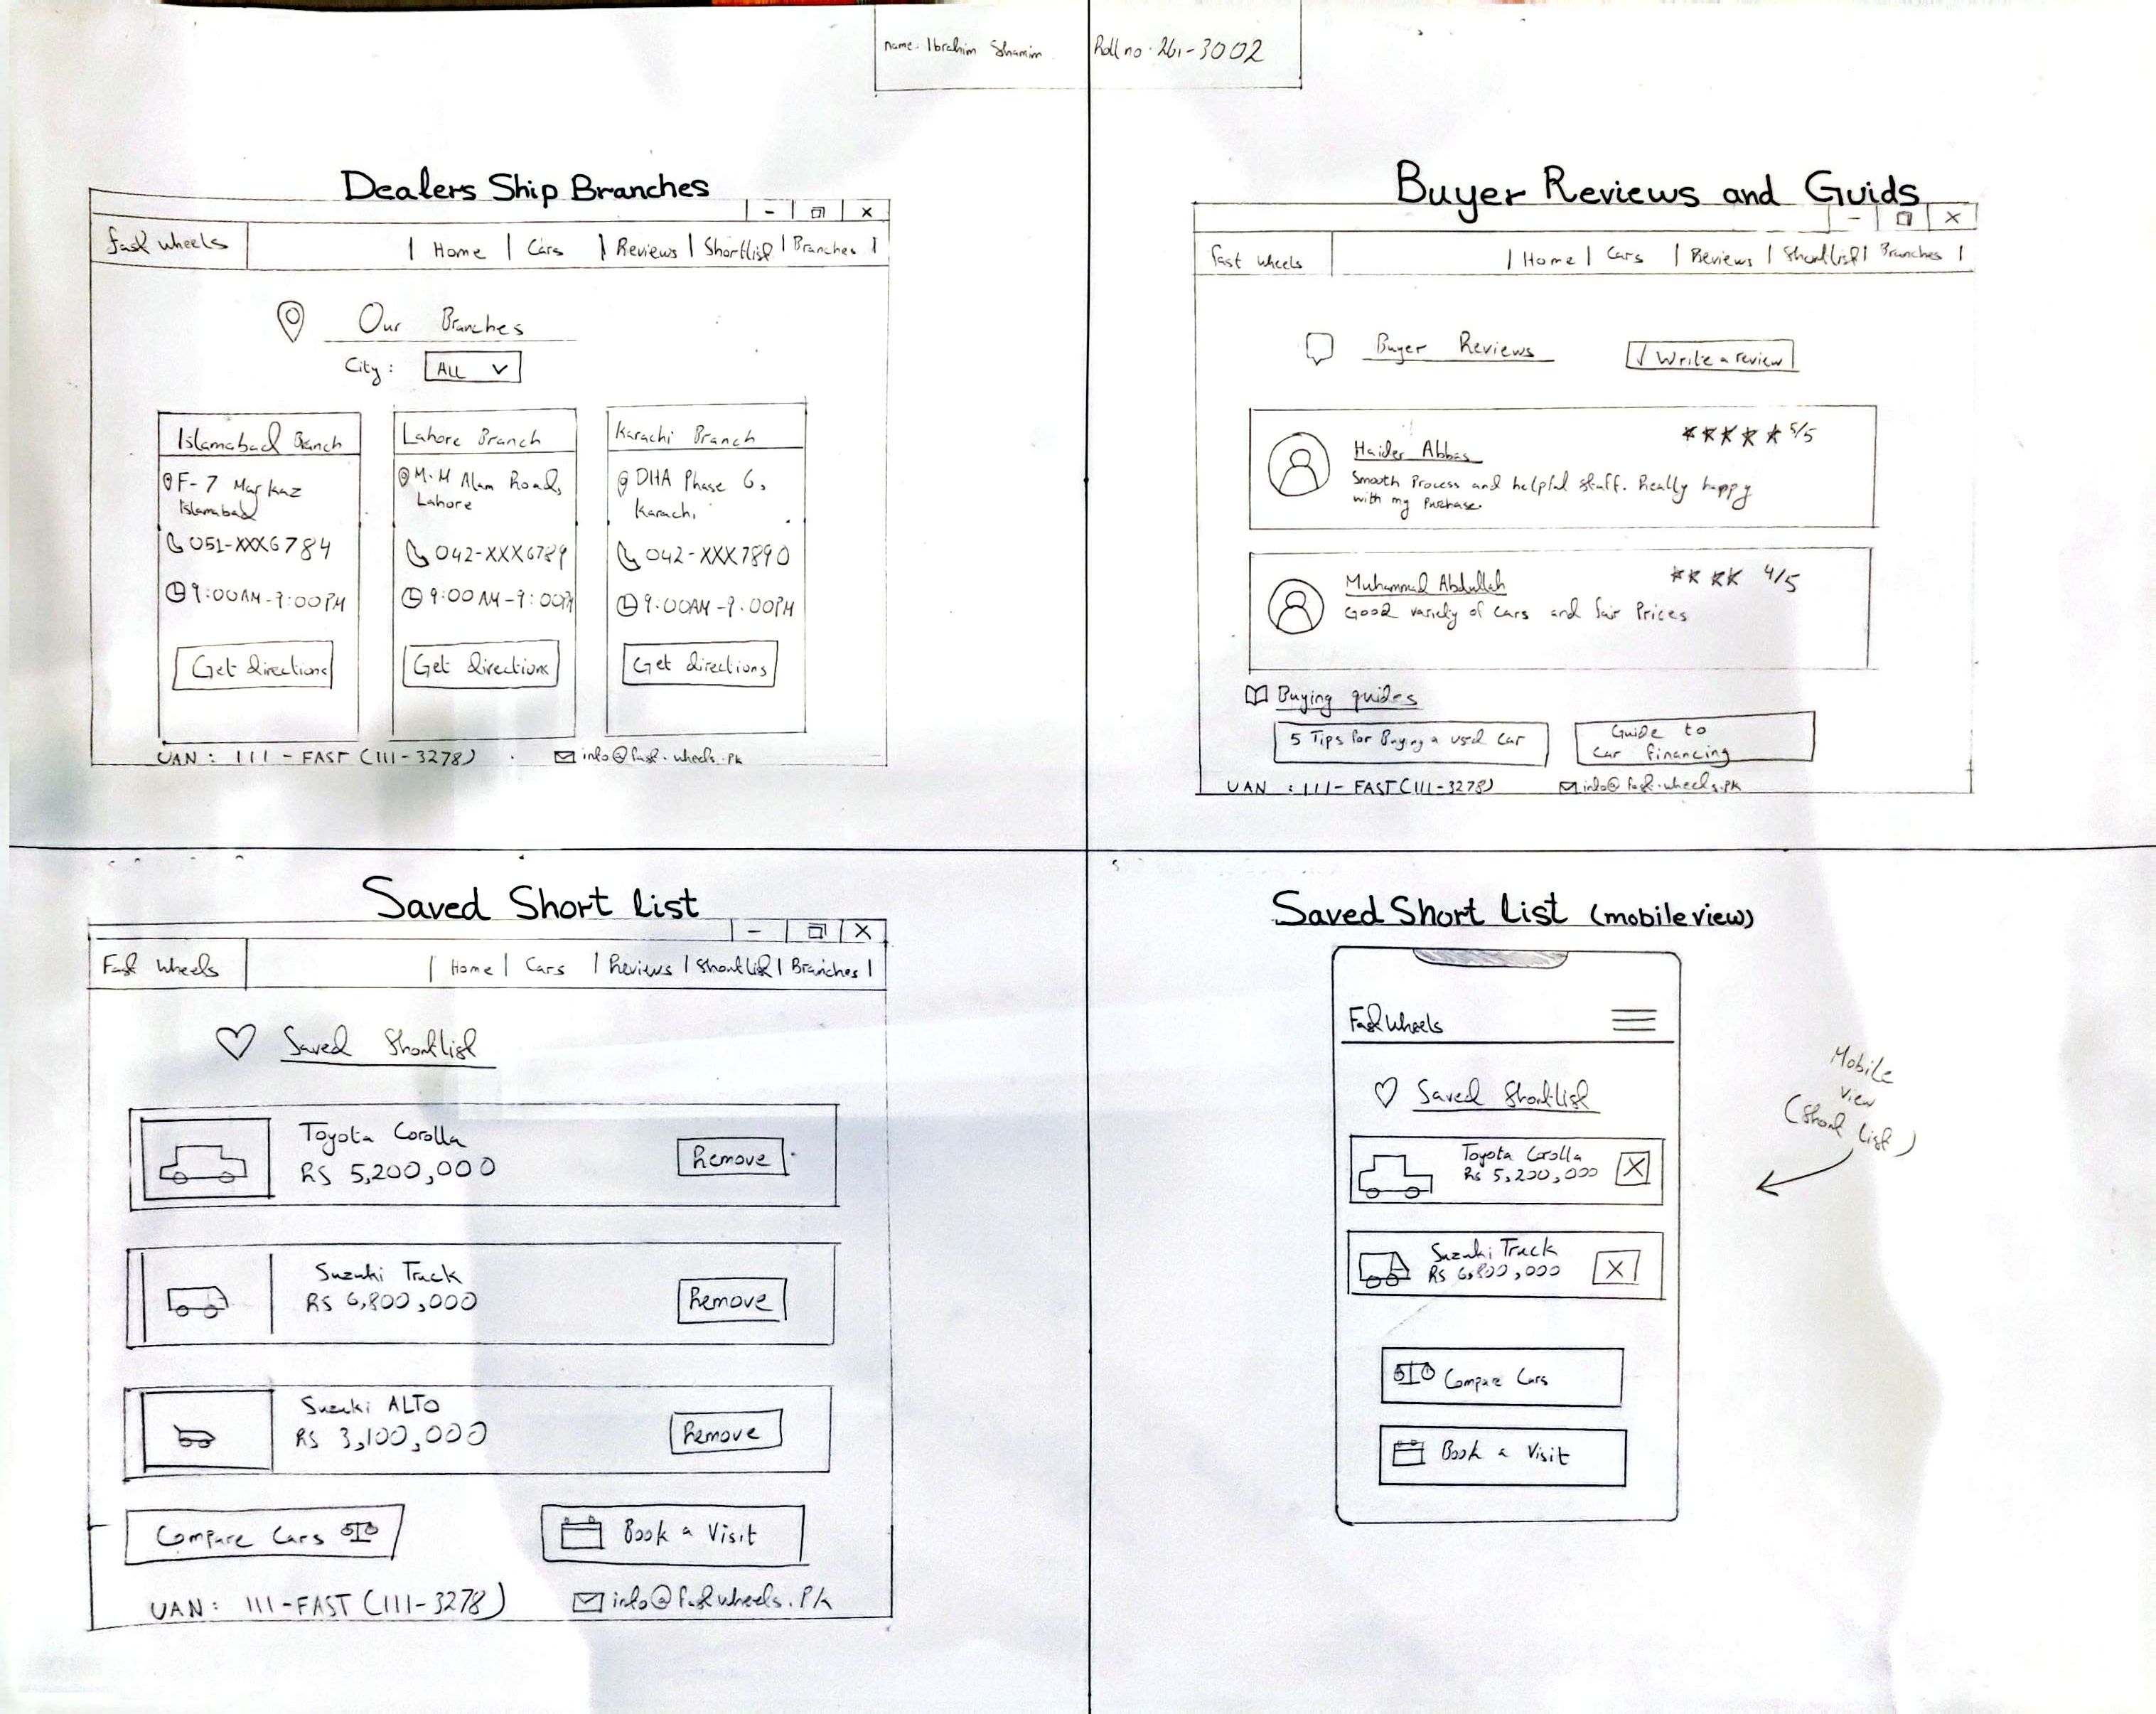 name. Ibrahim Shamim
Roll no. 26i-3002
Dealers Ship Branches
- X
fast wheels | Home | Cars | Reviews | Shortlist | Branches |
Our Branches
City: ALL
Islamabad Branch
F-7 Markaz
Islamabad
051-XXX6784
9:00AM-9:00PM
Get directions
Lahore Branch
M.M Alam Road,
Lahore
042-XXX6789
9:00AM-9:00PM
Get directions
Karachi Branch
DHA Phase 6,
Karachi
042-XXX7890
9:00AM-9:00PM
Get directions
UAN: 111-FAST (111-3278) info@fast-wheels.pk
Buyer Reviews and Guids
- X
fast wheels | Home | Cars | Reviews | Shortlist | Branches |
Buyer Reviews
Write a review
Haider Abbas 5/5
Smooth Process and helpful staff. Really happy
with my Purchase.
Muhammad Abdullah 4/5
Good variety of cars and fair Prices
Buying guides
5 Tips for Buying a used car
Guide to
car financing
UAN: 111-FAST (111-3278) info@fast-wheels.pk
Saved Short list
- X
Fast Wheels | Home | Cars | Reviews | Shortlist | Branches |
Saved Shortlist
Toyota Corolla
RS 5,200,000
Remove
Suzuki Truck
RS 6,800,000
Remove
Suzuki ALTO
RS 3,100,000
Remove
Compare Cars
Book a Visit
UAN: 111-FAST (111-3278) info@fastwheels.pk
Saved Short list (mobile view)
Fast Wheels
Saved Shortlist
Toyota Corolla
Rs 5,200,000
X
Suzuki Truck
RS 6,800,000
X
Compare Cars
Book a Visit
Mobile
view
(Short list)